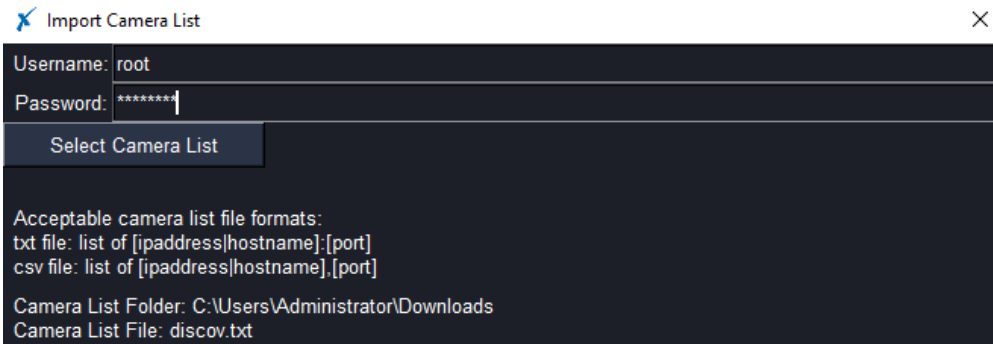 Import Camera List
Username: root
Password: ********
Select Camera List
Acceptable camera list file formats:
txt file: list of [ipaddress|hostname]:[port]
csv file: list of [ipaddress|hostname],[port]
Camera List Folder: C:\Users\Administrator\Downloads
Camera List File: discov.txt